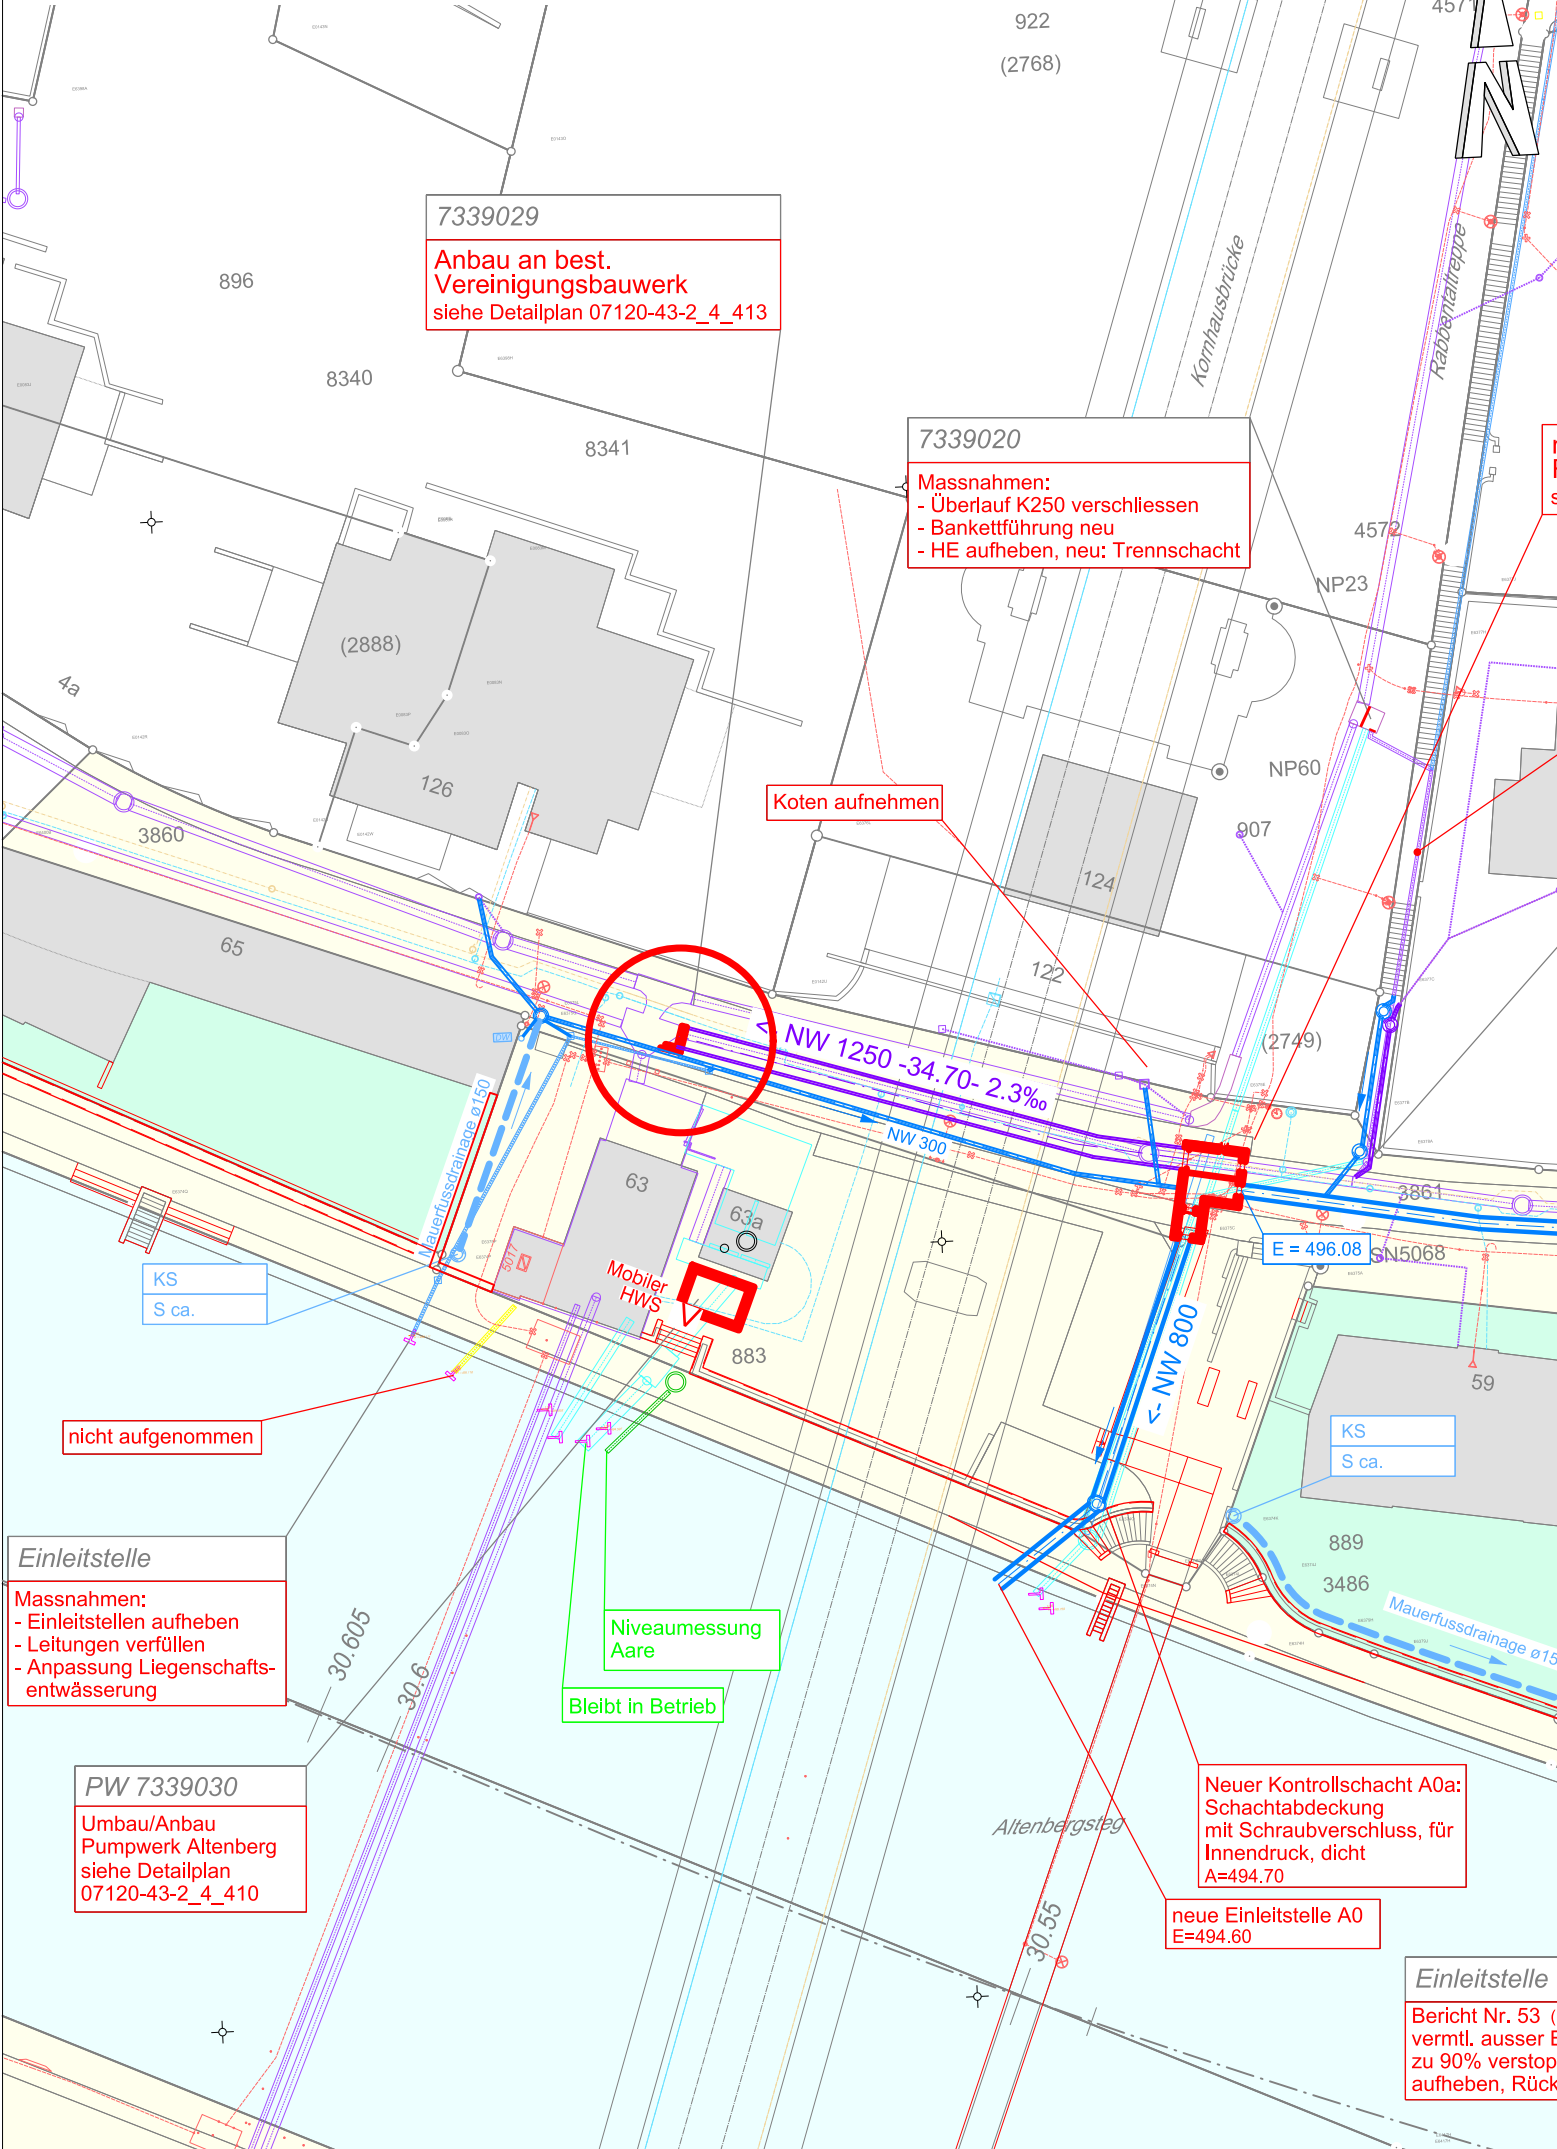 922
(2768)
4571
N
7339029
Anbau an best.
Vereinigungsbauwerk
siehe Detailplan 07120-43-2_4_413
896
8340
8341
Kornhausbrücke
Rabbentaltreppe
7339020
Massnahmen:
- Überlauf K250 verschliessen
- Bankettführung neu
- HE aufheben, neu: Trennschacht
4572
NP23
(2888)
4a
126
3860
Koten aufnehmen
NP60
907
124
65
122
(2749)
<- NW 1250 -34.70- 2.3‰
NW 300
Mauerfussdrainage ø150
63
63a
3861
E = 496.08
SN5068
5017
Mobiler
HWS
KS
S ca.
883
<- NW 800
59
nicht aufgenommen
KS
S ca.
889
3486
Mauerfussdrainage ø15
Einleitstelle
Massnahmen:
- Einleitstellen aufheben
- Leitungen verfüllen
- Anpassung Liegenschafts-
entwässerung
30.605
30.6
Niveaumessung
Aare
Bleibt in Betrieb
PW 7339030
Umbau/Anbau
Pumpwerk Altenberg
siehe Detailplan
07120-43-2_4_410
Altenbergsteg
Neuer Kontrollschacht A0a:
Schachtabdeckung
mit Schraubverschluss, für
Innendruck, dicht
A=494.70
neue Einleitstelle A0
E=494.60
30.55
Einleitstelle
Bericht Nr. 53 (
vermtl. ausser
zu 90% verstop
aufheben, Rück